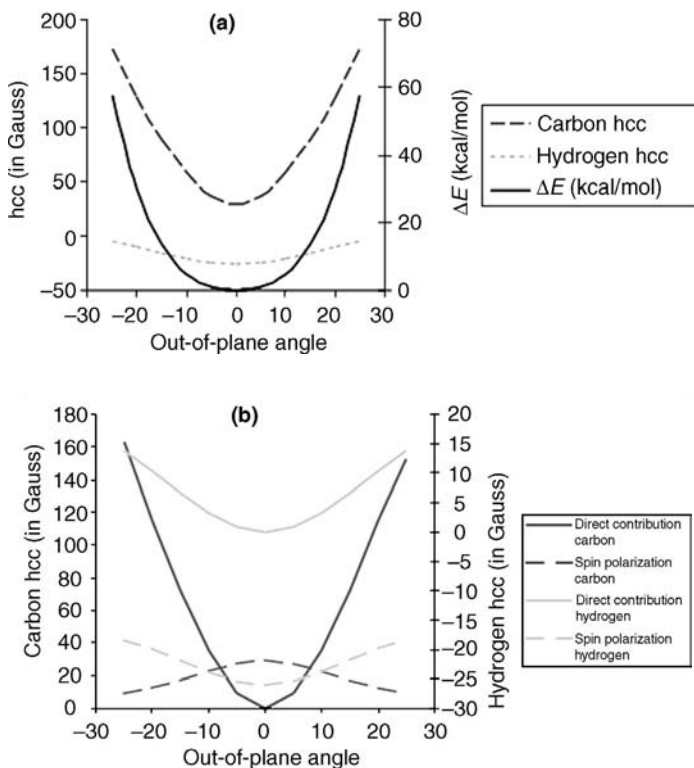 (a)
200
150
100
50
0
−50
hcc (in Gauss)
80
60
40
20
0
ΔE (kcal/mol)
−30 −20 −10 0 10 20 30
Out-of-plane angle
Carbon hcc
Hydrogen hcc
ΔE (kcal/mol)
(b)
180
160
140
120
100
80
60
40
20
0
Carbon hcc (in Gauss)
20
15
10
5
0
−5
−10
−15
−20
−25
−30
Hydrogen hcc (in Gauss)
−30 −20 −10 0 10 20 30
Out-of-plane angle
Direct contribution
carbon
Spin polarization
carbon
Direct contribution
hydrogen
Spin polarization
hydrogen